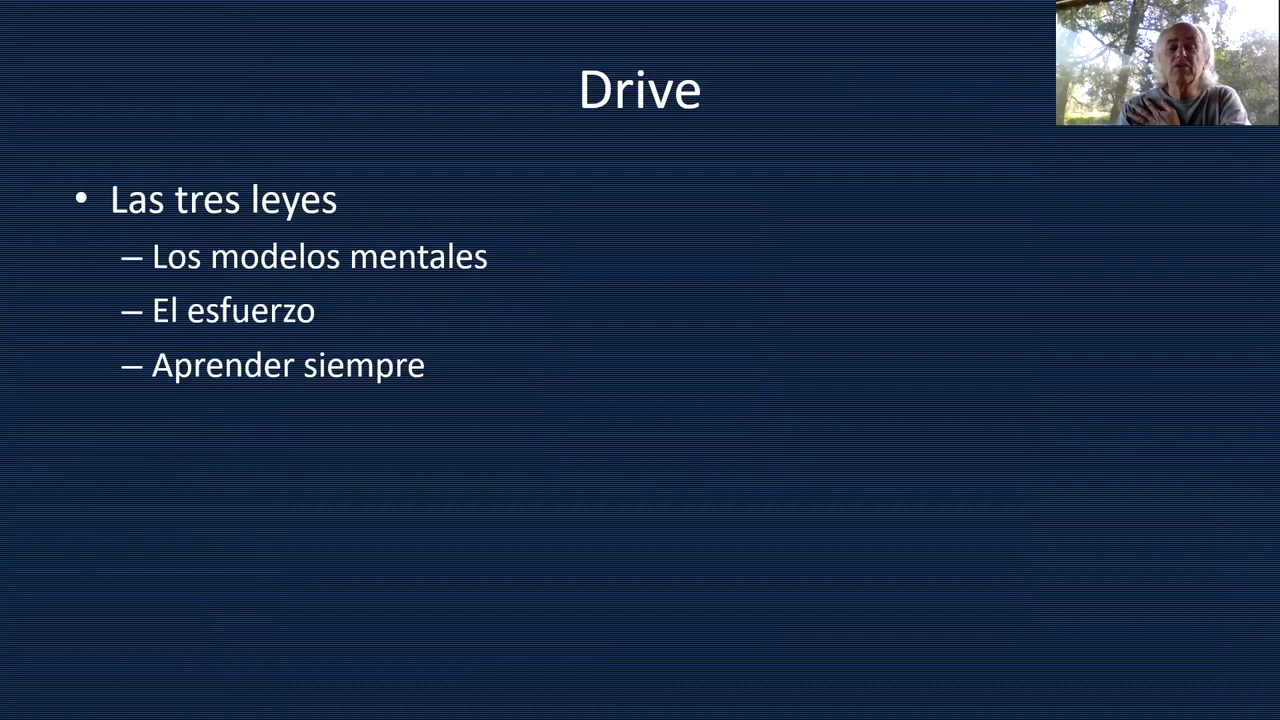 Drive
• Las tres leyes
– Los modelos mentales
– El esfuerzo
– Aprender siempre